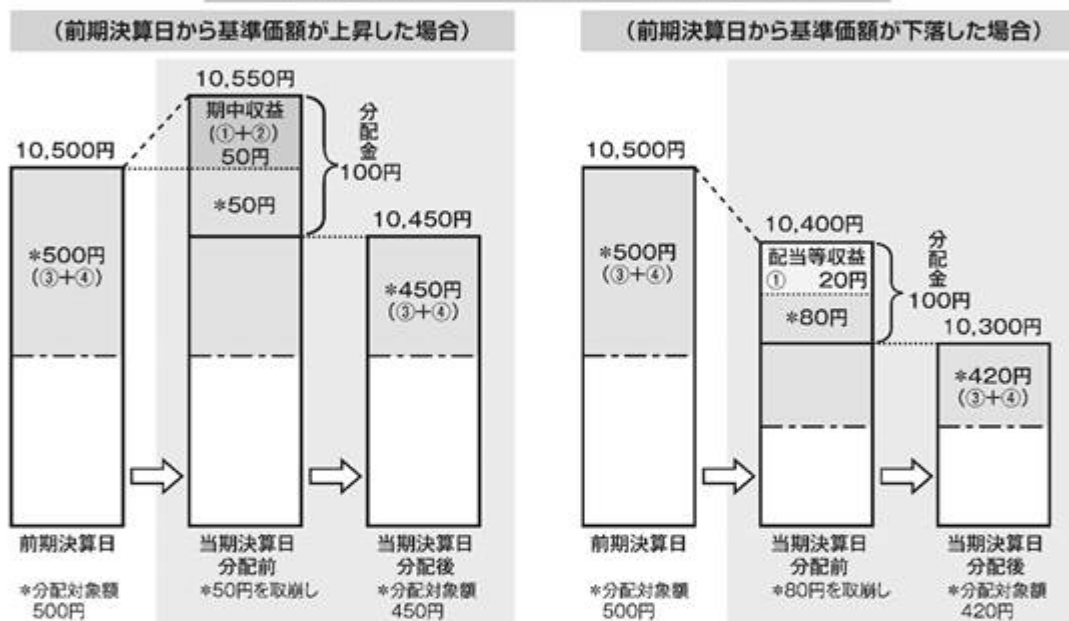 (前期決算日から基準価額が上昇した場合)
10,550円
期中収益
(①+②)
50円
*50円
分配金
100円
10,500円
*500円
(③+④)
10,450円
*450円
(③+④)
前期決算日
*分配対象額
500円
当期決算日
分配前
*50円を取崩し
当期決算日
分配後
*分配対象額
450円
(前期決算日から基準価額が下落した場合)
10,500円
*500円
(③+④)
10,400円
配当等収益
① 20円
*80円
分配金
100円
10,300円
*420円
(③+④)
前期決算日
*分配対象額
500円
当期決算日
分配前
*80円を取崩し
当期決算日
分配後
*分配対象額
420円